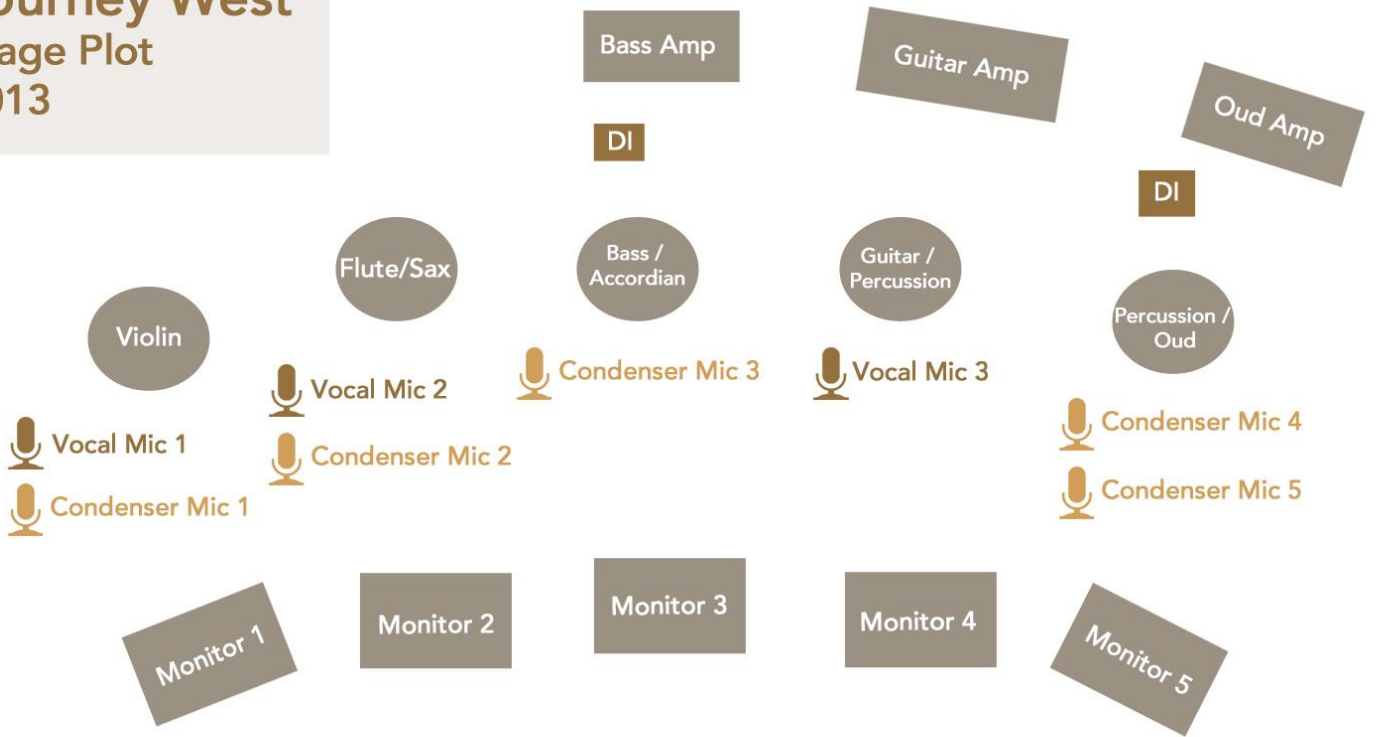 ourney West
age Plot
013
Bass Amp
Guitar Amp
Oud Amp
DI
DI
Flute/Sax
Bass /
Accordian
Guitar /
Percussion
Violin
Percussion /
Oud
Vocal Mic 2
Condenser Mic 3
Vocal Mic 3
Vocal Mic 1
Condenser Mic 2
Condenser Mic 4
Condenser Mic 1
Condenser Mic 5
Monitor 1
Monitor 2
Monitor 3
Monitor 4
Monitor 5